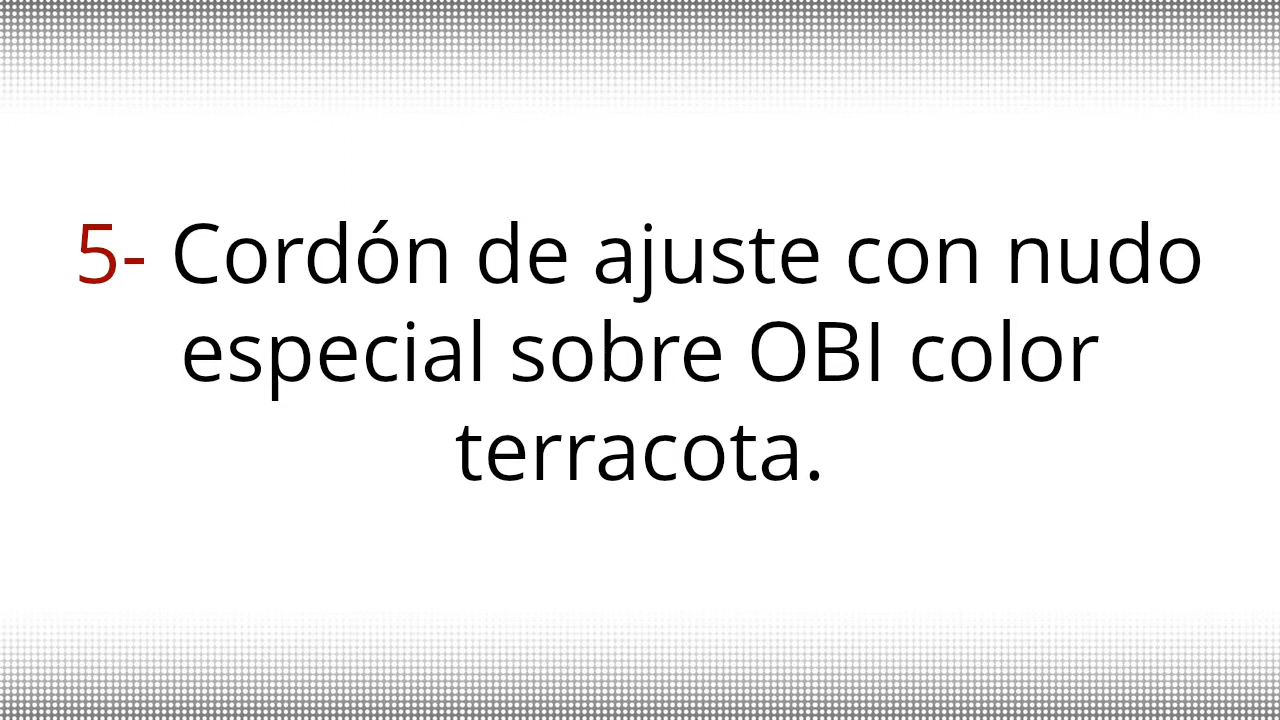 5- Cordón de ajuste con nudo
especial sobre OBI color
terracota.